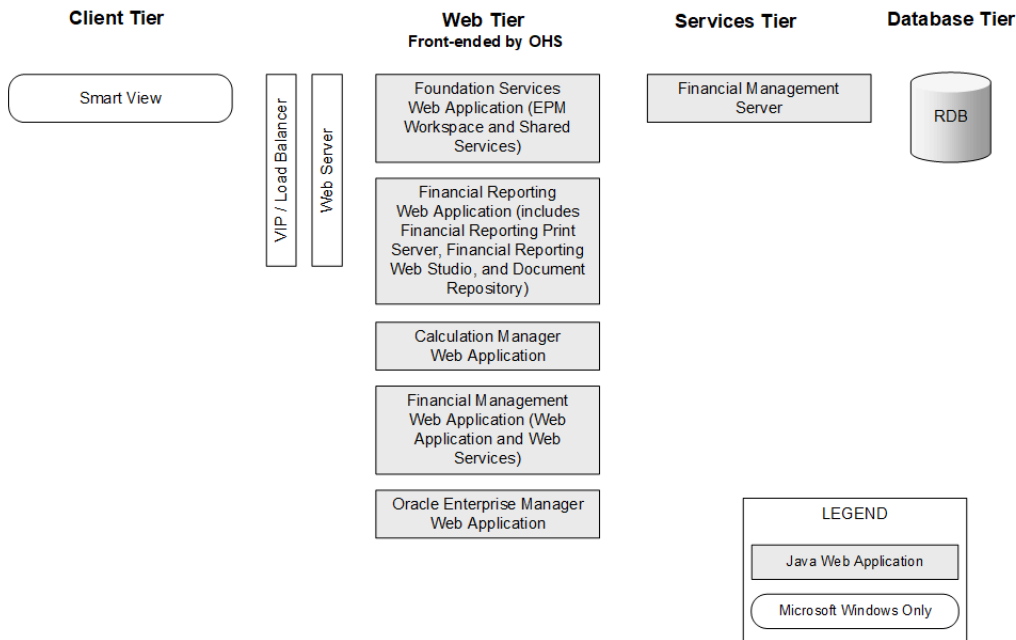 Client Tier
Web Tier
Front-ended by OHS
Services Tier
Database Tier
Smart View
VIP / Load Balancer
Web Server
Foundation Services
Web Application (EPM
Workspace and Shared
Services)
Financial Reporting
Web Application (includes
Financial Reporting Print
Server, Financial Reporting
Web Studio, and Document
Repository)
Calculation Manager
Web Application
Financial Management
Web Application (Web
Application and Web
Services)
Oracle Enterprise Manager
Web Application
Financial Management
Server
RDB
LEGEND
Java Web Application
Microsoft Windows Only